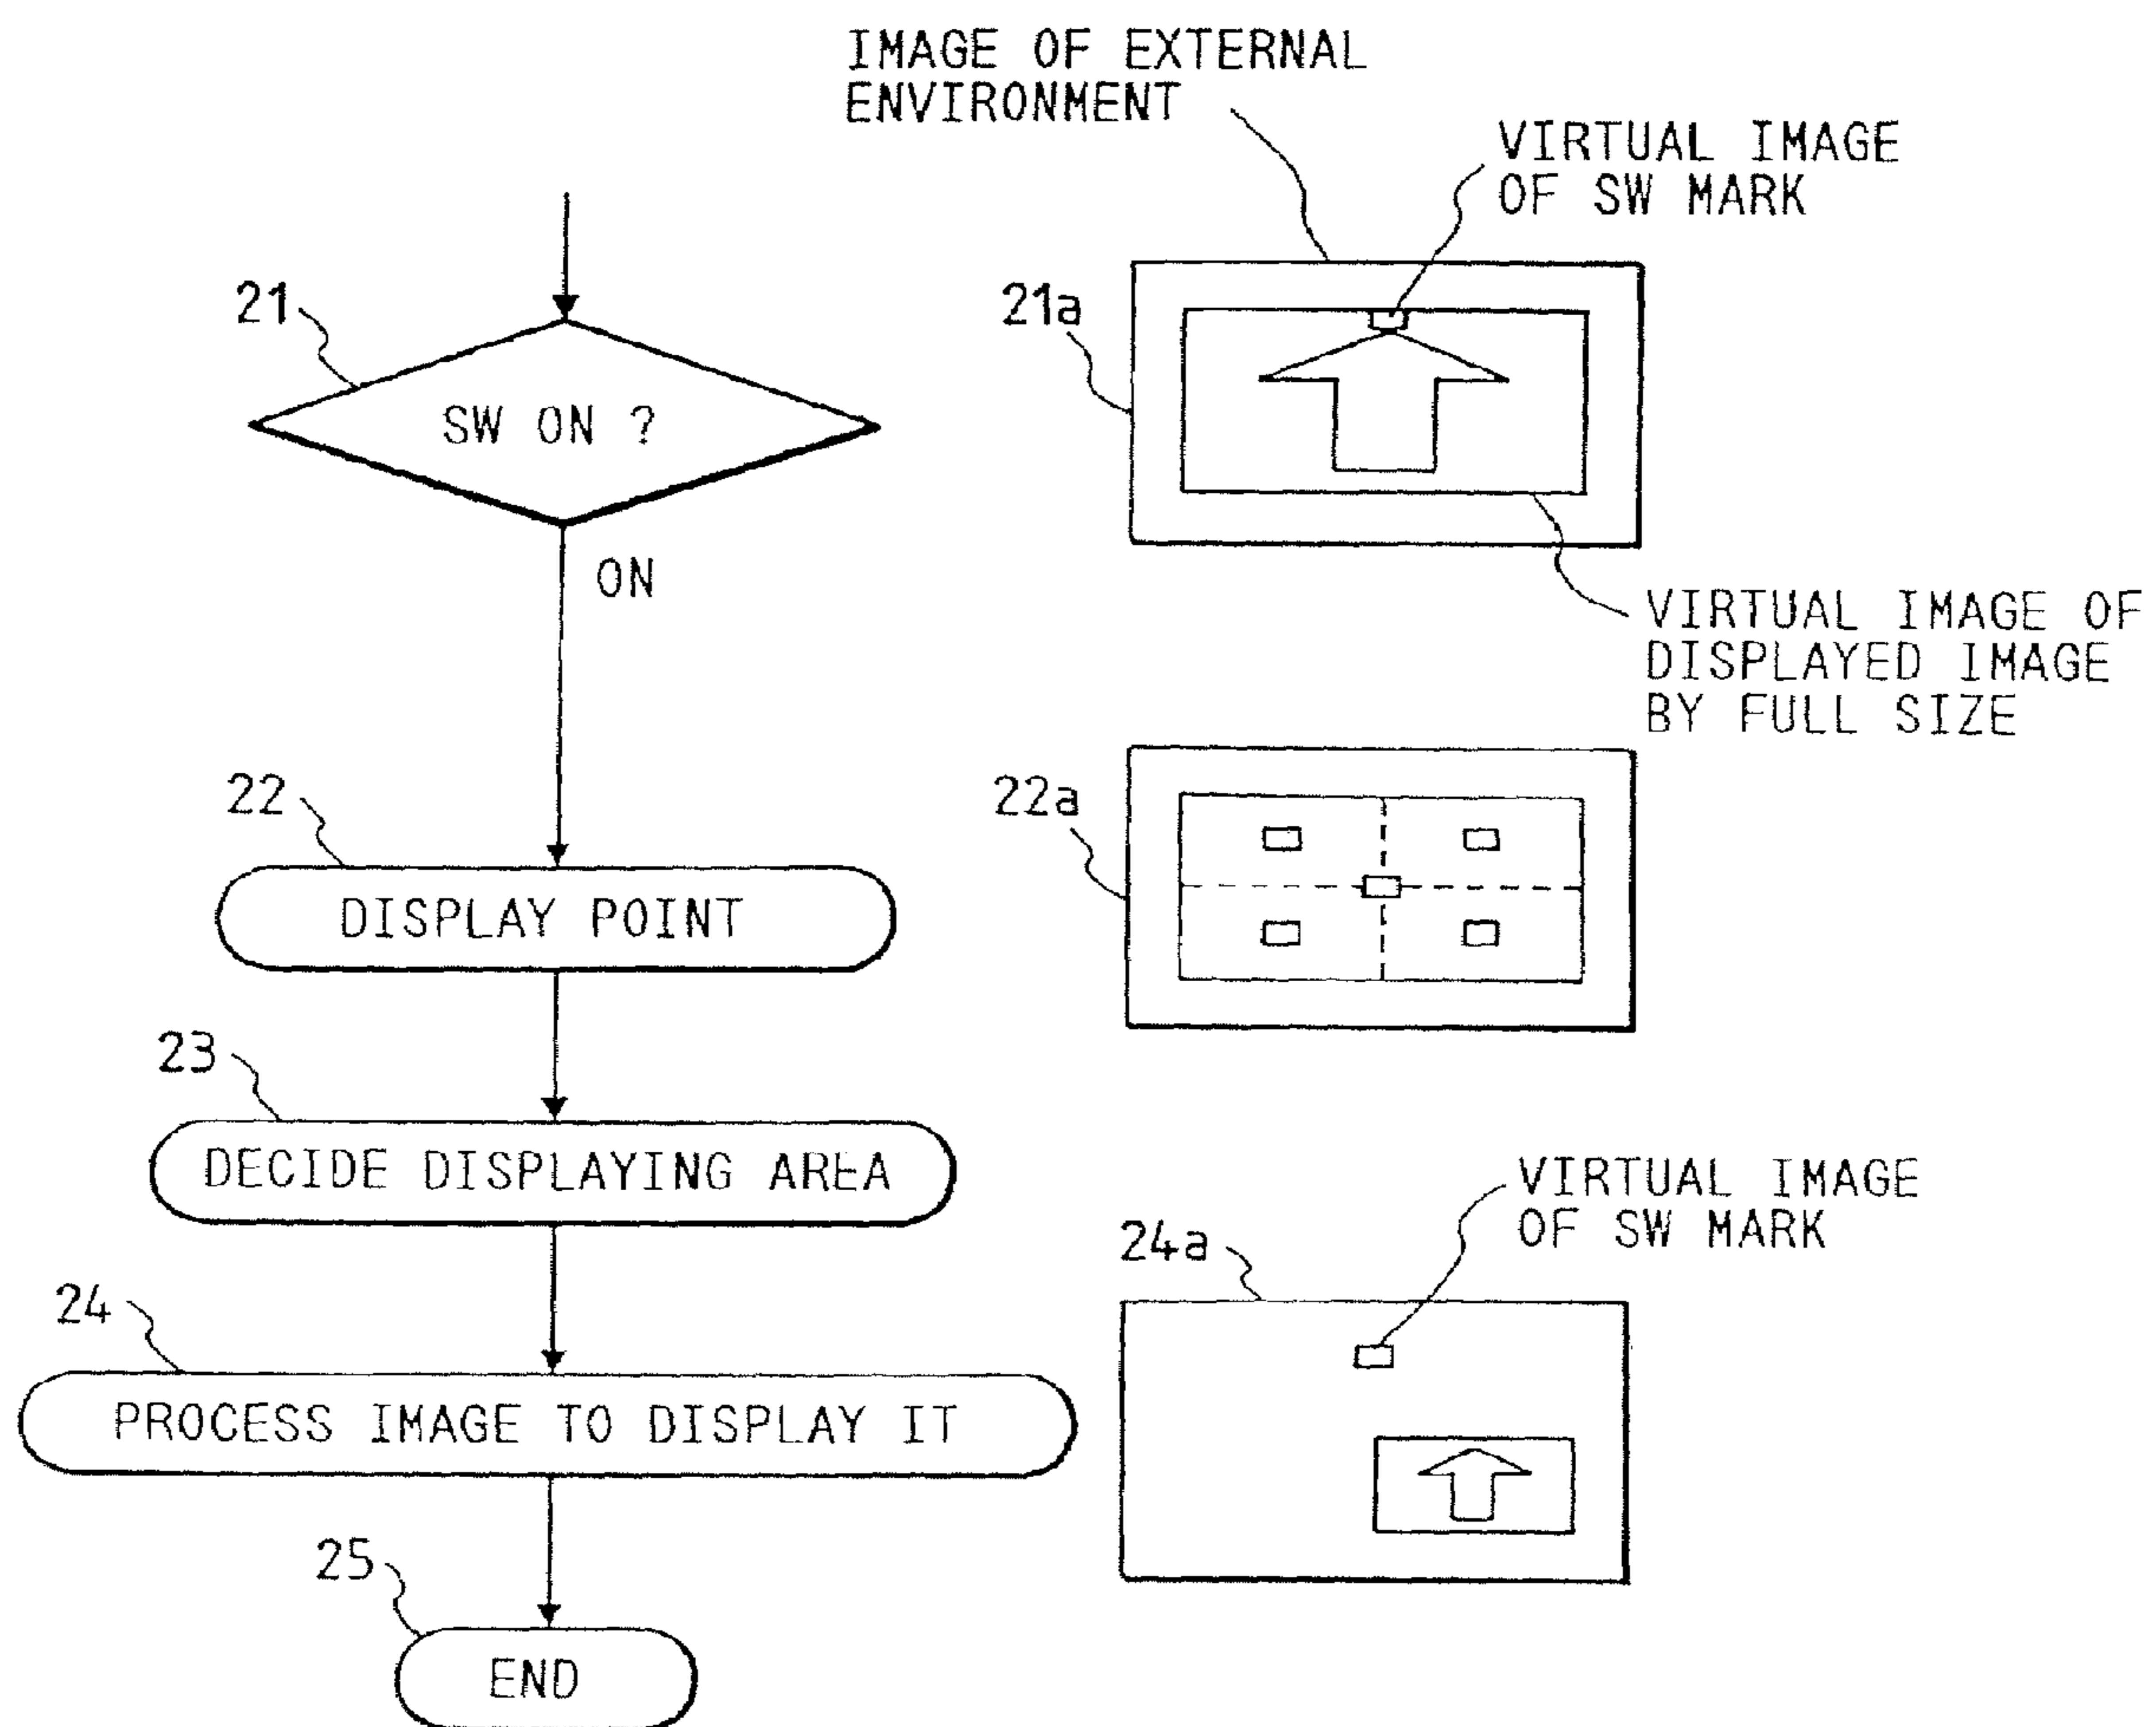 IMAGE OF EXTERNAL
ENVIRONMENT
VIRTUAL IMAGE
OF SW MARK
21
21a
SW ON ?
ON
VIRTUAL IMAGE OF
DISPLAYED IMAGE
BY FULL SIZE
22
22a
DISPLAY POINT
23
DECIDE DISPLAYING AREA
VIRTUAL IMAGE
OF SW MARK
24a
24
PROCESS IMAGE TO DISPLAY IT
25
END